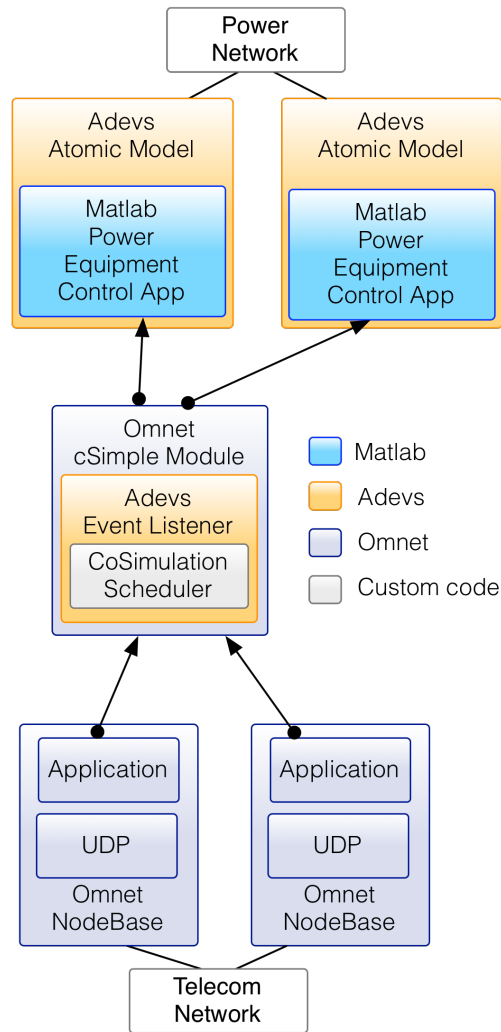 Power
Network
Adevs
Atomic Model
Matlab
Power
Equipment
Control App
Adevs
Atomic Model
Matlab
Power
Equipment
Control App
Omnet
cSimple Module
Adevs
Event Listener
CoSimulation
Scheduler
Matlab
Adevs
Omnet
Custom code
Application
UDP
Omnet
NodeBase
Application
UDP
Omnet
NodeBase
Telecom
Network